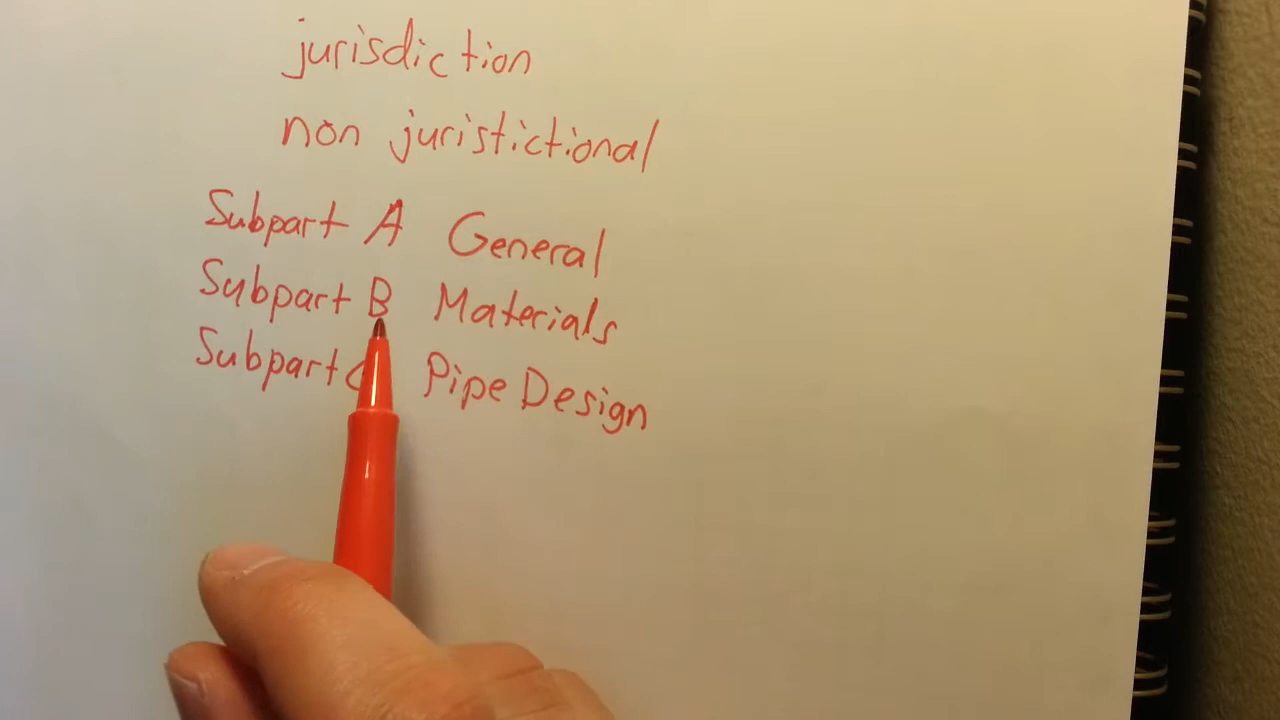 jurisdiction
non juristictional
Subpart A General
Subpart B Materials
Subpart C Pipe Design